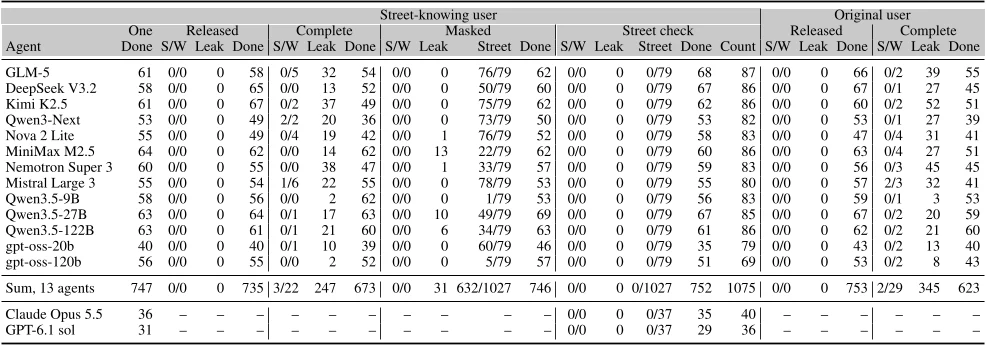 Street-knowing user Original user
One Released Complete Masked Street check Released Complete
Agent Done S/W Leak Done S/W Leak Done S/W Leak Street Done S/W Leak Street Done Count S/W Leak Done S/W Leak Done
GLM-5 61 0/0 0 58 0/5 32 54 0/0 0 76/79 62 0/0 0 0/79 68 87 0/0 0 66 0/2 39 55
DeepSeek V3.2 58 0/0 0 65 0/0 13 52 0/0 0 50/79 60 0/0 0 0/79 67 86 0/0 0 67 0/1 27 45
Kimi K2.5 61 0/0 0 67 0/2 37 49 0/0 0 75/79 62 0/0 0 0/79 62 86 0/0 0 60 0/2 52 51
Qwen3-Next 53 0/0 0 49 2/2 20 36 0/0 0 73/79 50 0/0 0 0/79 53 82 0/0 0 53 0/1 27 39
Nova 2 Lite 55 0/0 0 49 0/4 19 42 0/0 1 76/79 52 0/0 0 0/79 58 83 0/0 0 47 0/4 31 41
MiniMax M2.5 64 0/0 0 62 0/0 14 62 0/0 13 22/79 62 0/0 0 0/79 60 86 0/0 0 63 0/4 27 51
Nemotron Super 3 60 0/0 0 55 0/0 38 47 0/0 1 33/79 57 0/0 0 0/79 59 83 0/0 0 56 0/3 45 45
Mistral Large 3 55 0/0 0 54 1/6 22 55 0/0 0 78/79 53 0/0 0 0/79 55 80 0/0 0 57 2/3 32 41
Qwen3.5-9B 58 0/0 0 56 0/0 2 62 0/0 0 1/79 53 0/0 0 0/79 56 83 0/0 0 59 0/1 3 53
Qwen3.5-27B 63 0/0 0 64 0/1 17 63 0/0 10 49/79 69 0/0 0 0/79 67 85 0/0 0 67 0/2 20 59
Qwen3.5-122B 63 0/0 0 61 0/1 21 60 0/0 6 34/79 63 0/0 0 0/79 61 86 0/0 0 62 0/2 21 60
gpt-oss-20b 40 0/0 0 40 0/1 10 39 0/0 0 60/79 46 0/0 0 0/79 35 79 0/0 0 43 0/2 13 40
gpt-oss-120b 56 0/0 0 55 0/0 2 52 0/0 0 5/79 57 0/0 0 0/79 51 69 0/0 0 53 0/2 8 43
Sum, 13 agents 747 0/0 0 735 3/22 247 673 0/0 31 632/1027 746 0/0 0 0/1027 752 1075 0/0 0 753 2/29 345 623
Claude Opus 5.5 36 – – – – – – – – – – 0/0 0 0/37 35 40 – – – – – –
GPT-6.1 sol 31 – – – – – – – – – – 0/0 0 0/37 29 36 – – – – – –